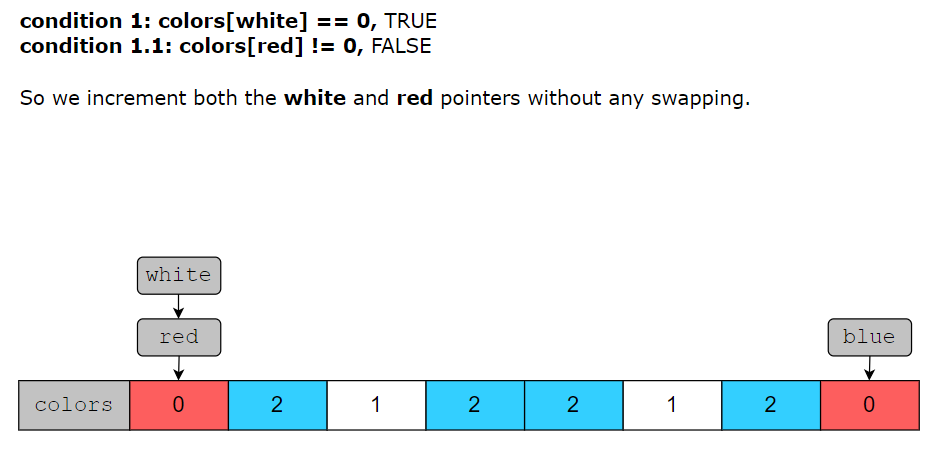 condition 1: colors[white] == 0, TRUE
condition 1.1: colors[red] != 0, FALSE
So we increment both the white and red pointers without any swapping.
white
red
blue
colors 0 2 1 2 2 1 2 0